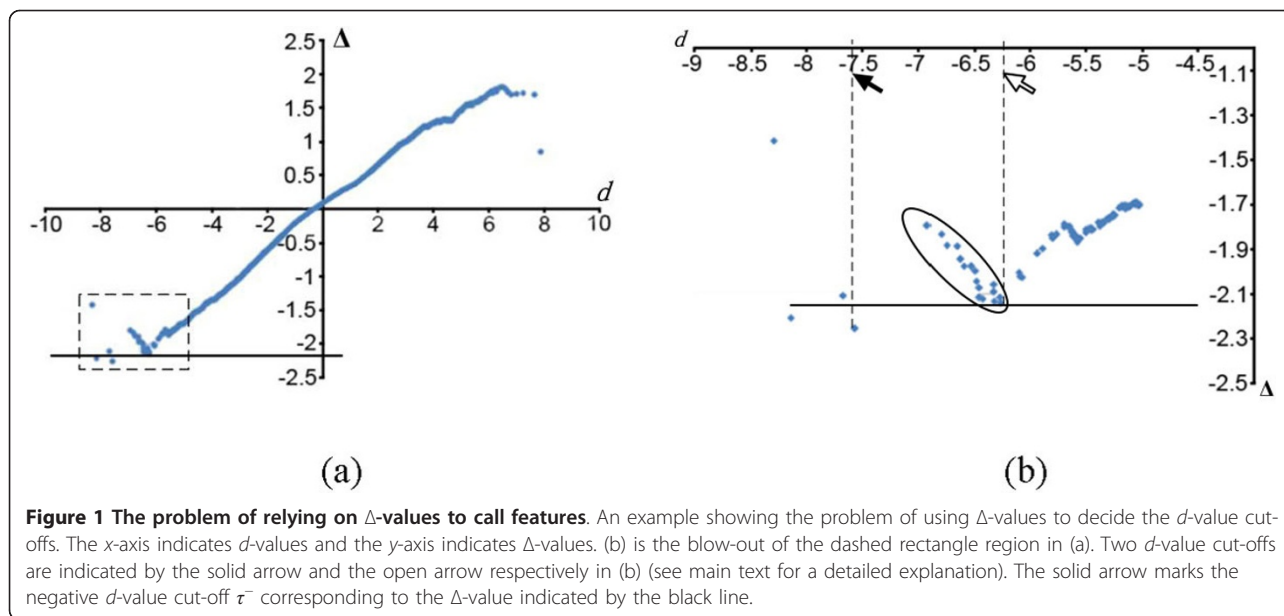 2.5 Δ
2
1.5
1
0.5
d
0
-10 -8 -6 -4 -2 0 2 4 6 8 10
-0.5
-1
-1.5
-2
-2.5
(a)
d
-9 -8.5 -8 -7.5 -7 -6.5 -6 -5.5 -5 -4.5
-1.1
-1.3
-1.5
-1.7
-1.9
-2.1
-2.3
-2.5 Δ
(b)
Figure 1 The problem of relying on Δ-values to call features. An example showing the problem of using Δ-values to decide the d-value cut-
offs. The x-axis indicates d-values and the y-axis indicates Δ-values. (b) is the blow-out of the dashed rectangle region in (a). Two d-value cut-offs
are indicated by the solid arrow and the open arrow respectively in (b) (see main text for a detailed explanation). The solid arrow marks the
negative d-value cut-off τ⁻ corresponding to the Δ-value indicated by the black line.